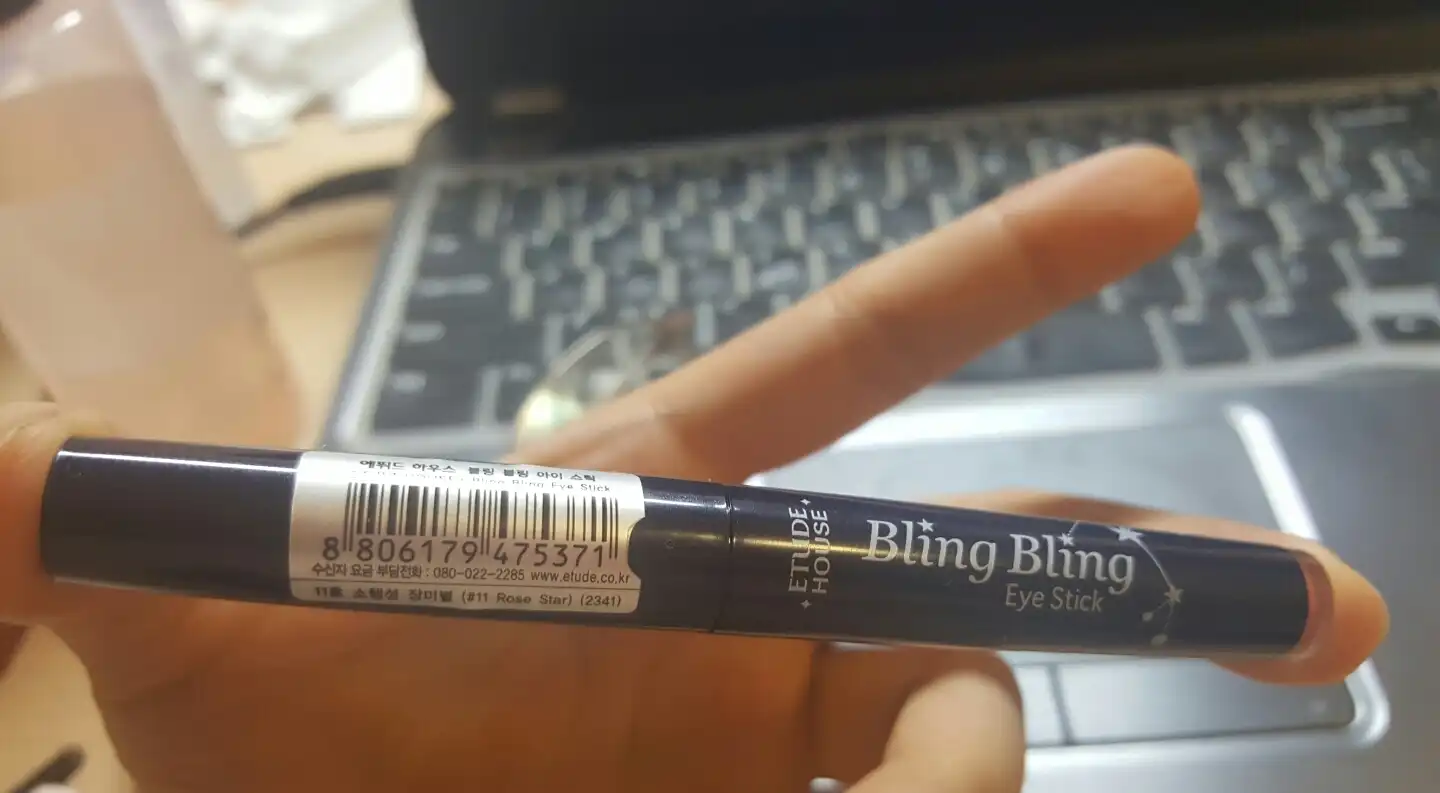 에뛰드 하우스 블링 블링 아이 스틱
Bling Bling Eye Stick
8 806179 475371
수신자 요금 부담전화 : 080-022-2285 www.etude.co.kr
11호 소행성 장미별 (#11 Rose Star) (2341)
ETUDE
HOUSE
Bling Bling
Eye Stick